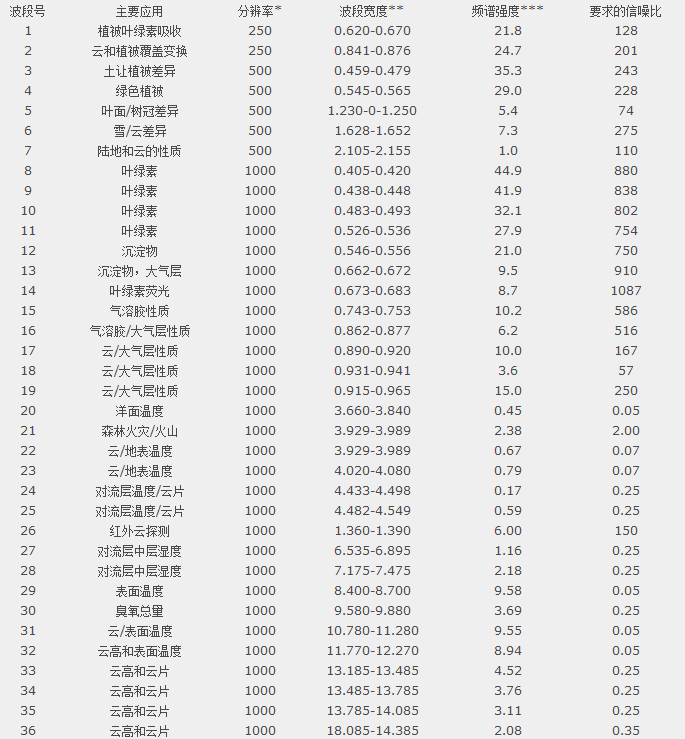 波段号 主要应用 分辨率* 波段宽度** 频谱强度*** 要求的信噪比
1 植被叶绿素吸收 250 0.620-0.670 21.8 128
2 云和植被覆盖变换 250 0.841-0.876 24.7 201
3 土让植被差异 500 0.459-0.479 35.3 243
4 绿色植被 500 0.545-0.565 29.0 228
5 叶面/树冠差异 500 1.230-0-1.250 5.4 74
6 雪/云差异 500 1.628-1.652 7.3 275
7 陆地和云的性质 500 2.105-2.155 1.0 110
8 叶绿素 1000 0.405-0.420 44.9 880
9 叶绿素 1000 0.438-0.448 41.9 838
10 叶绿素 1000 0.483-0.493 32.1 802
11 叶绿素 1000 0.526-0.536 27.9 754
12 沉淀物 1000 0.546-0.556 21.0 750
13 沉淀物，大气层 1000 0.662-0.672 9.5 910
14 叶绿素荧光 1000 0.673-0.683 8.7 1087
15 气溶胶性质 1000 0.743-0.753 10.2 586
16 气溶胶/大气层性质 1000 0.862-0.877 6.2 516
17 云/大气层性质 1000 0.890-0.920 10.0 167
18 云/大气层性质 1000 0.931-0.941 3.6 57
19 云/大气层性质 1000 0.915-0.965 15.0 250
20 洋面温度 1000 3.660-3.840 0.45 0.05
21 森林火灾/火山 1000 3.929-3.989 2.38 2.00
22 云/地表温度 1000 3.929-3.989 0.67 0.07
23 云/地表温度 1000 4.020-4.080 0.79 0.07
24 对流层温度/云片 1000 4.433-4.498 0.17 0.25
25 对流层温度/云片 1000 4.482-4.549 0.59 0.25
26 红外云探测 1000 1.360-1.390 6.00 150
27 对流层中层湿度 1000 6.535-6.895 1.16 0.25
28 对流层中层湿度 1000 7.175-7.475 2.18 0.25
29 表面温度 1000 8.400-8.700 9.58 0.05
30 臭氧总量 1000 9.580-9.880 3.69 0.25
31 云/表面温度 1000 10.780-11.280 9.55 0.05
32 云高和表面温度 1000 11.770-12.270 8.94 0.05
33 云高和云片 1000 13.185-13.485 4.52 0.25
34 云高和云片 1000 13.485-13.785 3.76 0.25
35 云高和云片 1000 13.785-14.085 3.11 0.25
36 云高和云片 1000 18.085-14.385 2.08 0.35